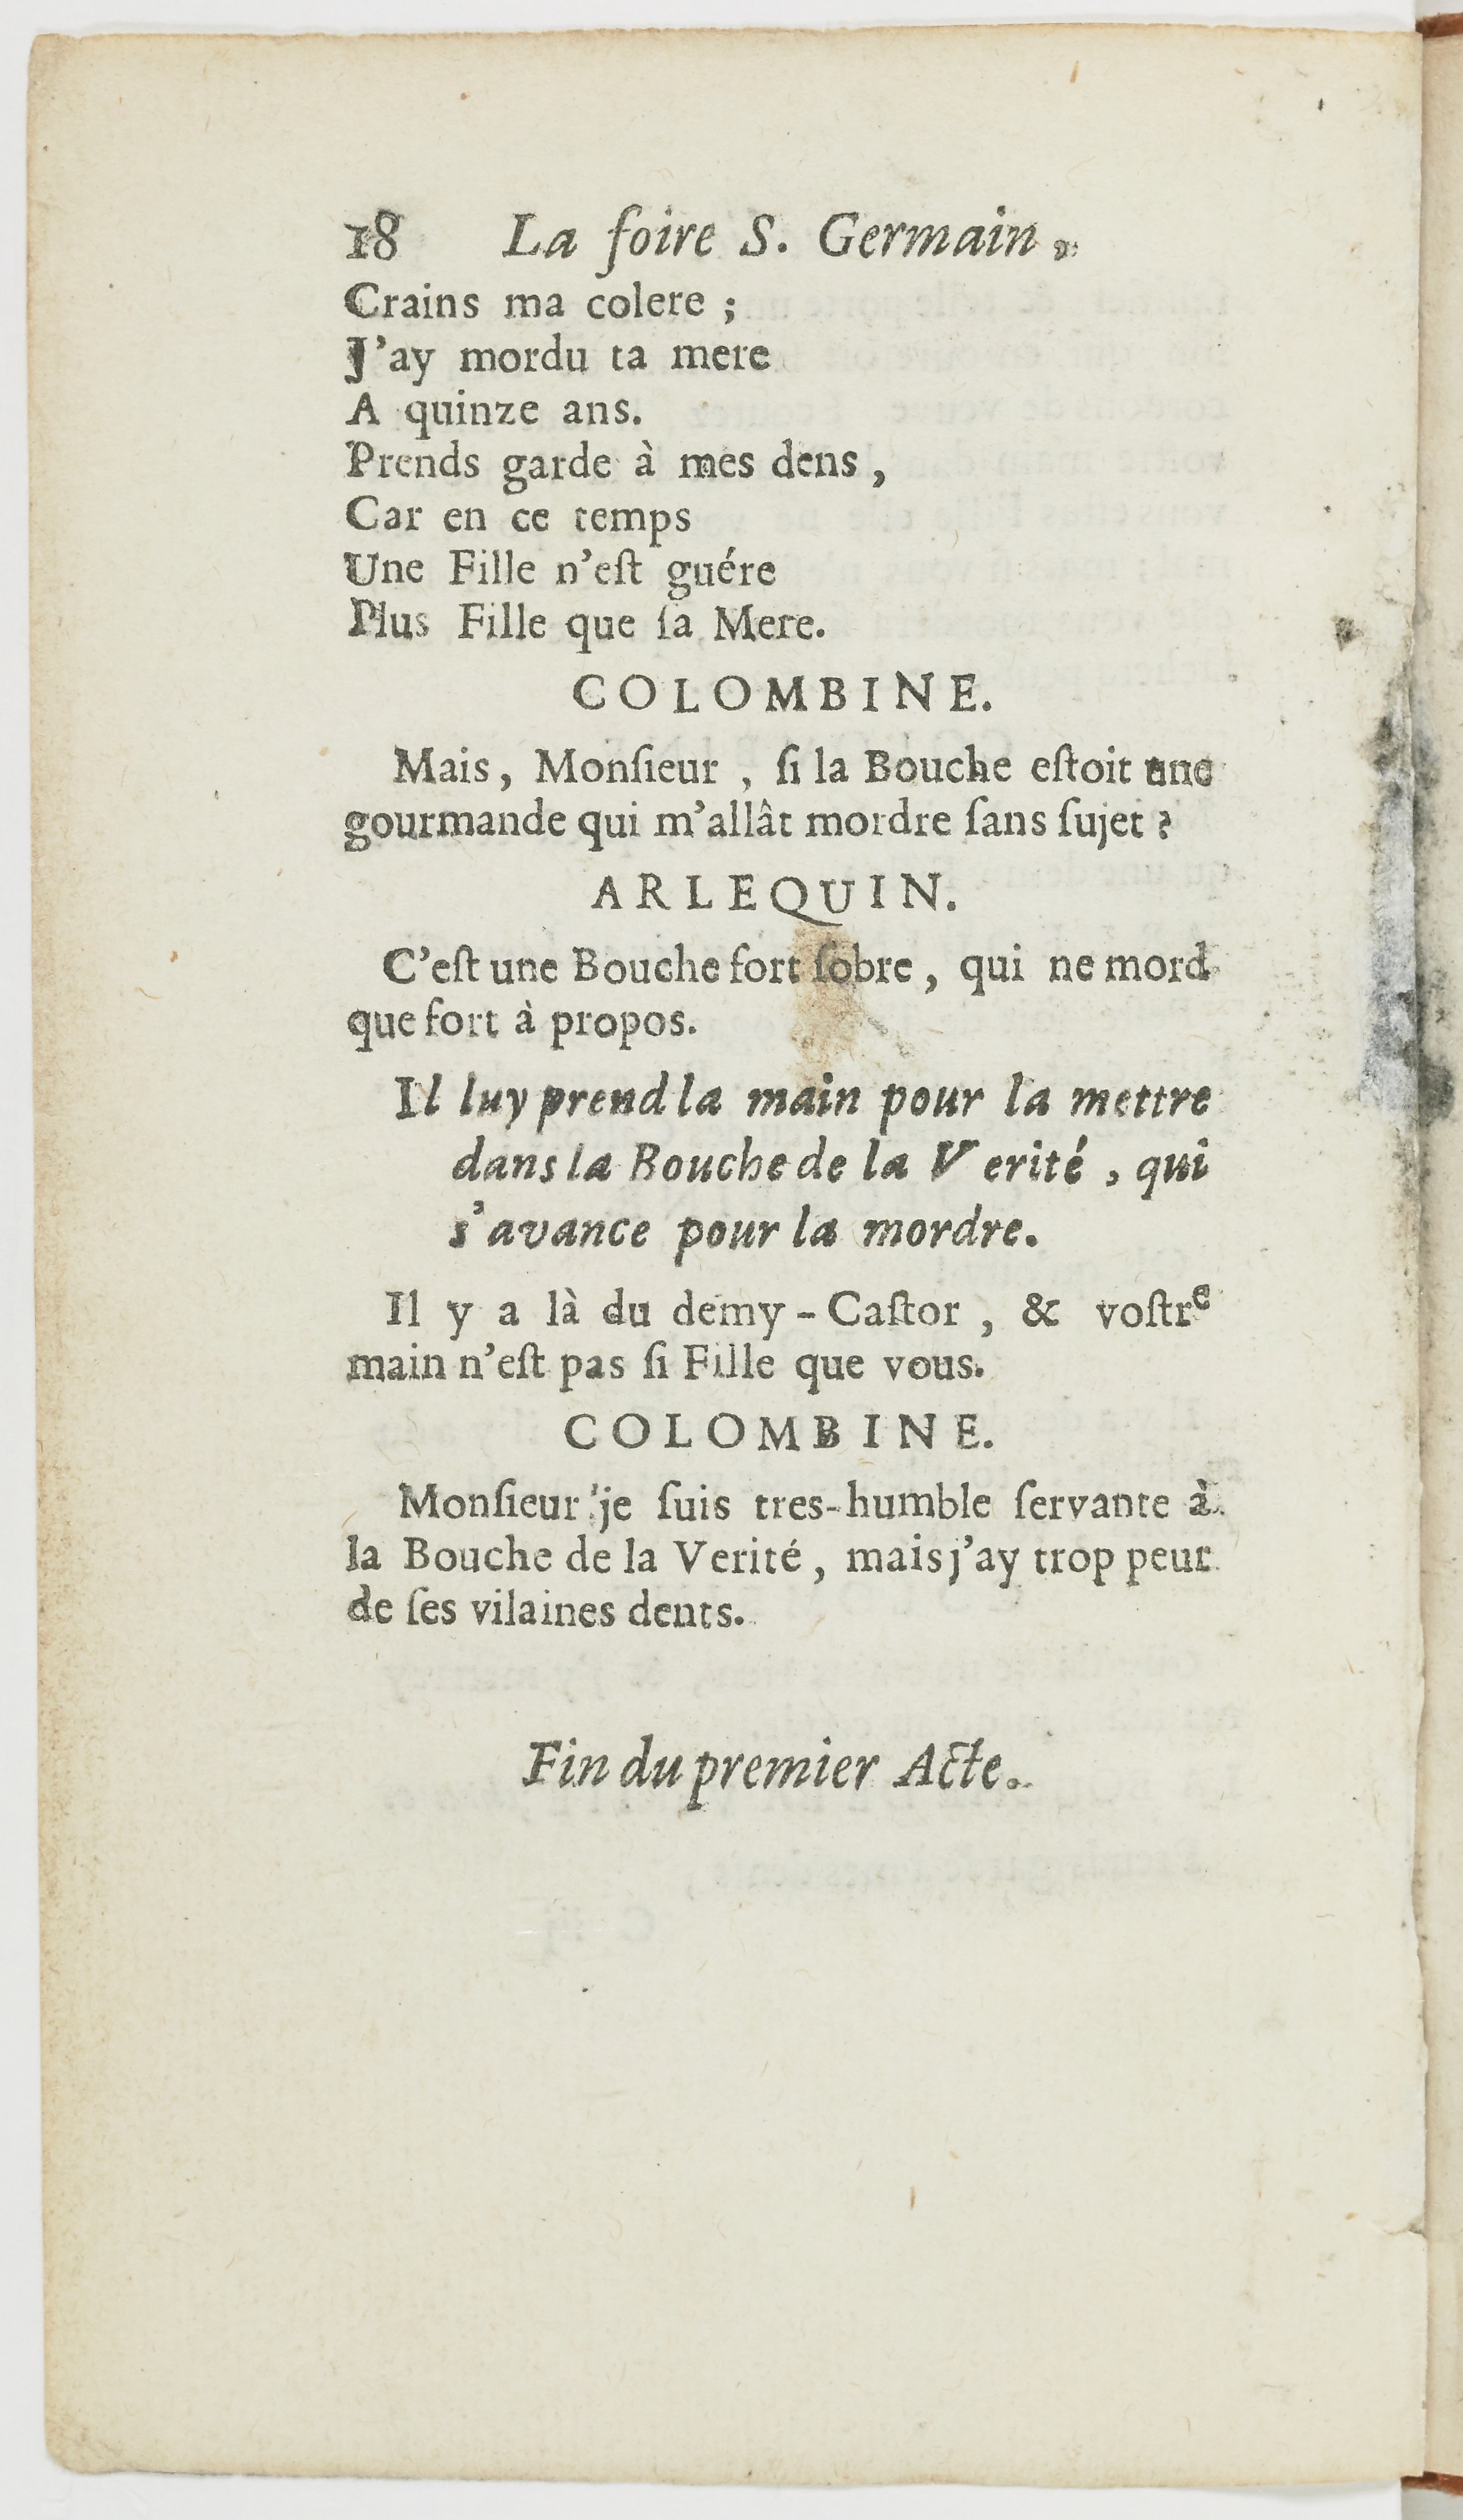 18 La foire S. Germain,
Crains ma colere ;
J'ay mordu ta mere
A quinze ans.
Prends garde à mes dens ,
Car en ce temps
Une Fille n'eſt guére
Plus Fille que ſa Mere.
COLOMBINE.
Mais, Monſieur , ſi la Bouche eſtoit une
gourmande qui m'allât mordre ſans ſujet ?
ARLEQUIN.
C'eſt une Bouche fort ſobre, qui ne mord
que fort à propos.
Il luy prend la main pour la mettre
dans la Bouche de la Verité , qui
s'avance pour la mordre.
Il y a là du demy-Caſtor , & voſtre
main n'eſt pas ſi Fille que vous.
COLOMBINE.
Monſieur je ſuis tres-humble ſervante à
la Bouche de la Verité, mais j'ay trop peur
de ſes vilaines dents.
Fin du premier Acte.